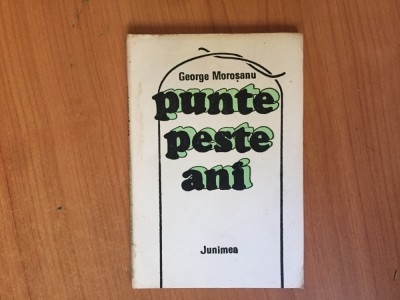 George Moroșanu
punte
peste
ani
Junimea